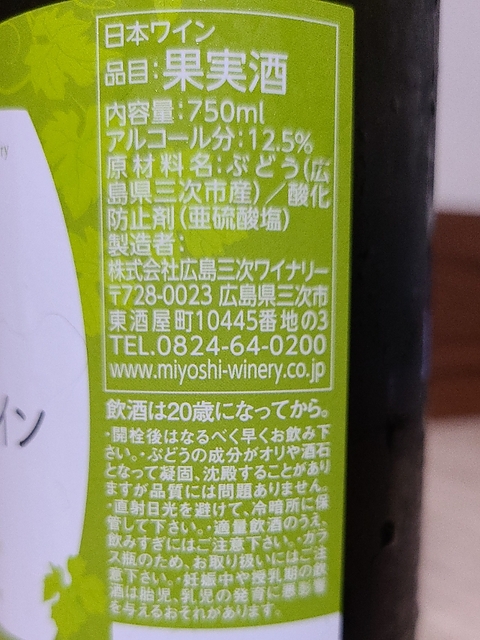 日本ワイン
品目:果実酒
内容量:750ml
アルコール分:12.5%
原材料名:ぶどう(広
島県三次市産)/酸化
防止剤(亜硫酸塩)
製造者:
株式会社広島三次ワイナリー
〒728-0023 広島県三次市
東酒屋町10445番地の3
TEL.0824-64-0200
www.miyoshi-winery.co.jp
飲酒は20歳になってから。
・開栓後はなるべく早くお飲み下
さい。・ぶどうの成分がオリや酒石
となって凝固、沈殿することがあり
ますが品質には問題ありません。
・直射日光を避けて、冷暗所に保
管して下さい。・適量飲酒のうえ、
飲みすぎにはご注意下さい。・ガラ
ス瓶のため、お取り扱いにはご注
意下さい。・妊娠中や授乳期の飲
酒は胎児、乳児の発育に悪影響
を与えるおそれがあります。
イン